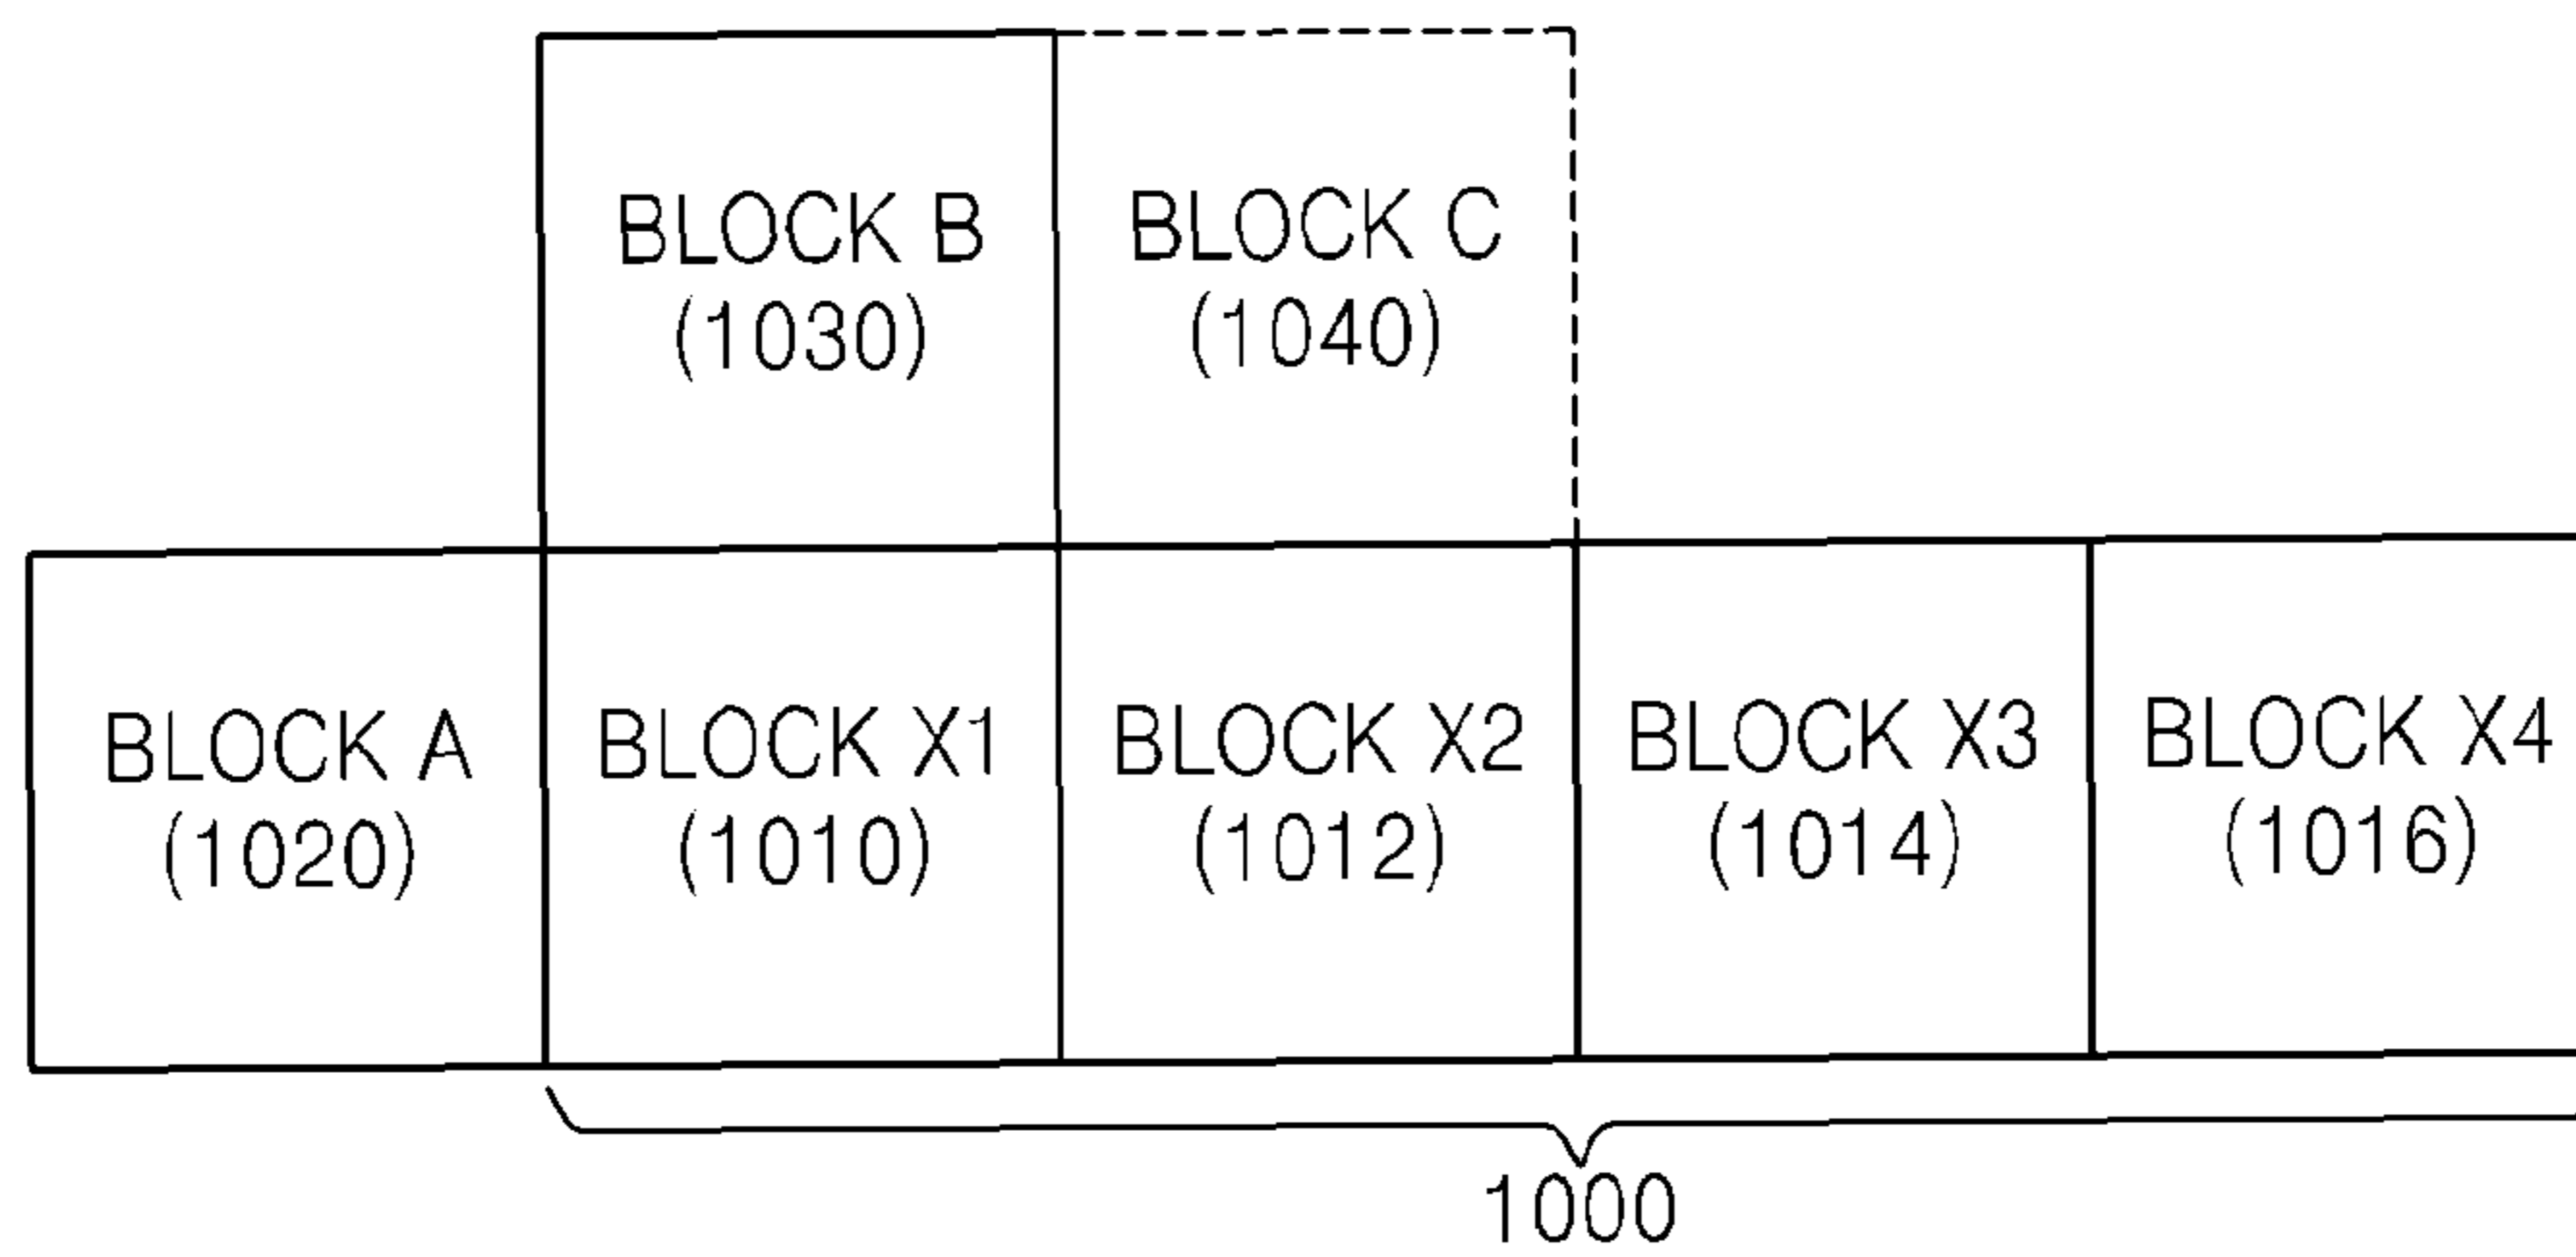 BLOCK B
(1030)
BLOCK C
(1040)
BLOCK A
(1020)
BLOCK X1
(1010)
BLOCK X2
(1012)
BLOCK X3
(1014)
BLOCK X4
(1016)
1000